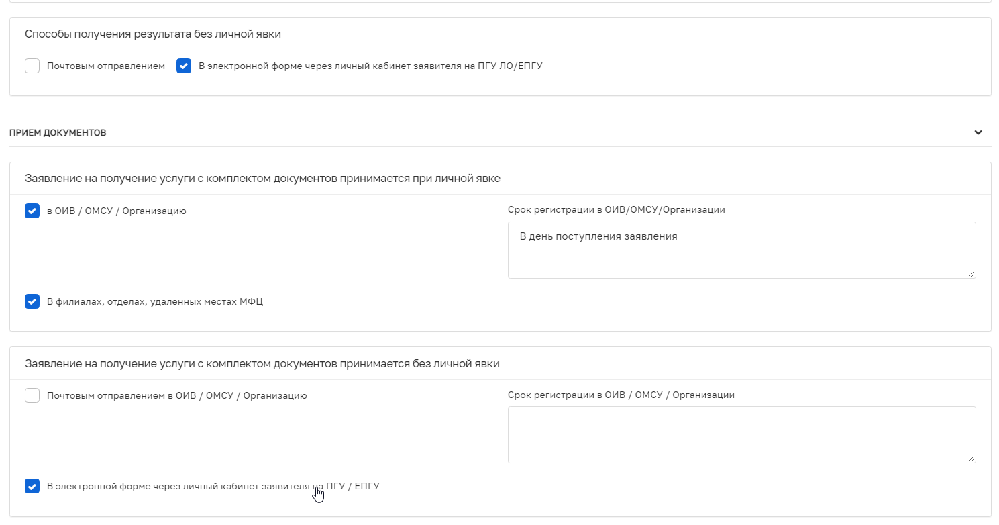 Способы получения результата без личной явки
Почтовым отправлением В электронной форме через личный кабинет заявителя на ПГУ ЛО/ЕПГУ
ПРИЕМ ДОКУМЕНТОВ
Заявление на получение услуги с комплектом документов принимается при личной явке
в ОИВ / ОМСУ / Организацию
Срок регистрации в ОИВ/ОМСУ/Организации
В день поступления заявления
В филиалах, отделах, удаленных местах МФЦ
Заявление на получение услуги с комплектом документов принимается без личной явки
Почтовым отправлением в ОИВ / ОМСУ / Организацию
Срок регистрации в ОИВ / ОМСУ / Организации
В электронной форме через личный кабинет заявителя на ПГУ / ЕПГУ